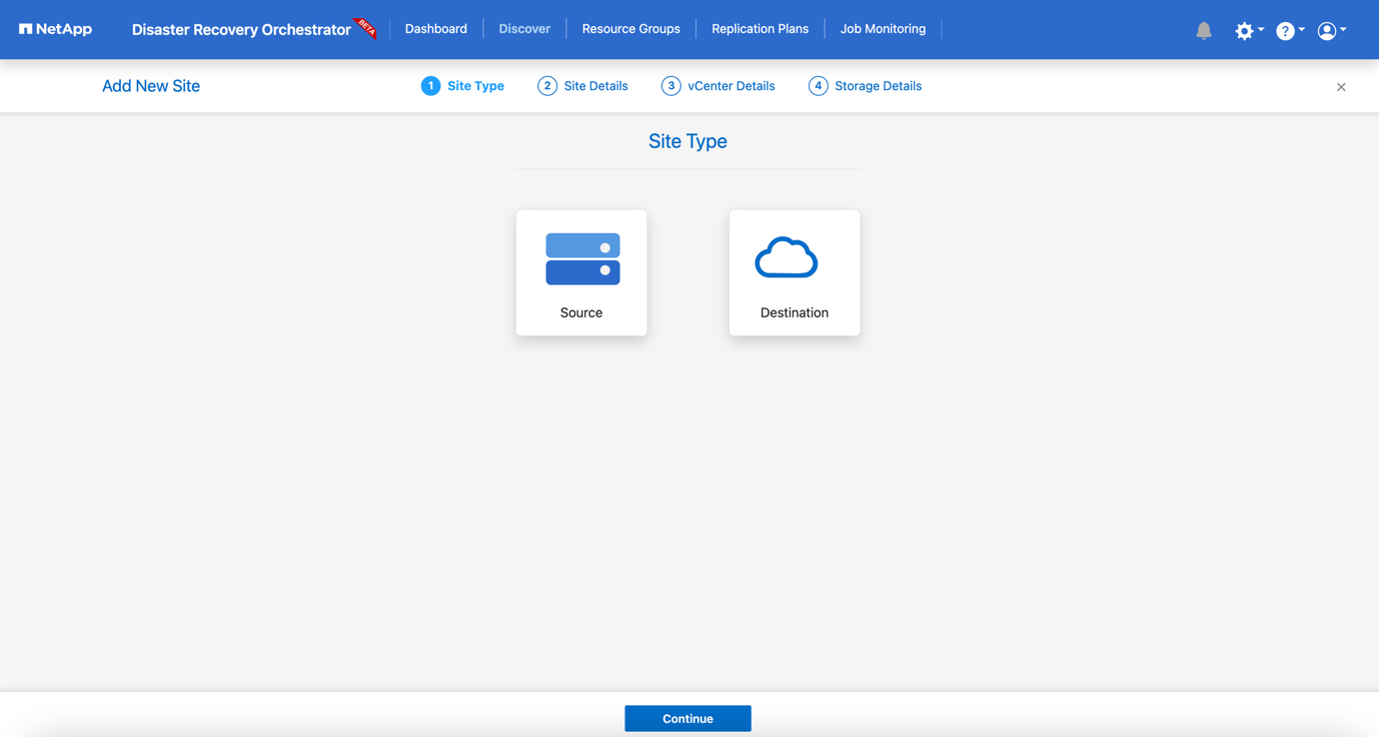 NetApp Disaster Recovery Orchestrator BETA Dashboard Discover Resource Groups Replication Plans Job Monitoring ?
Add New Site 1 Site Type 2 Site Details 3 vCenter Details 4 Storage Details ×
Site Type
Source Destination
Continue